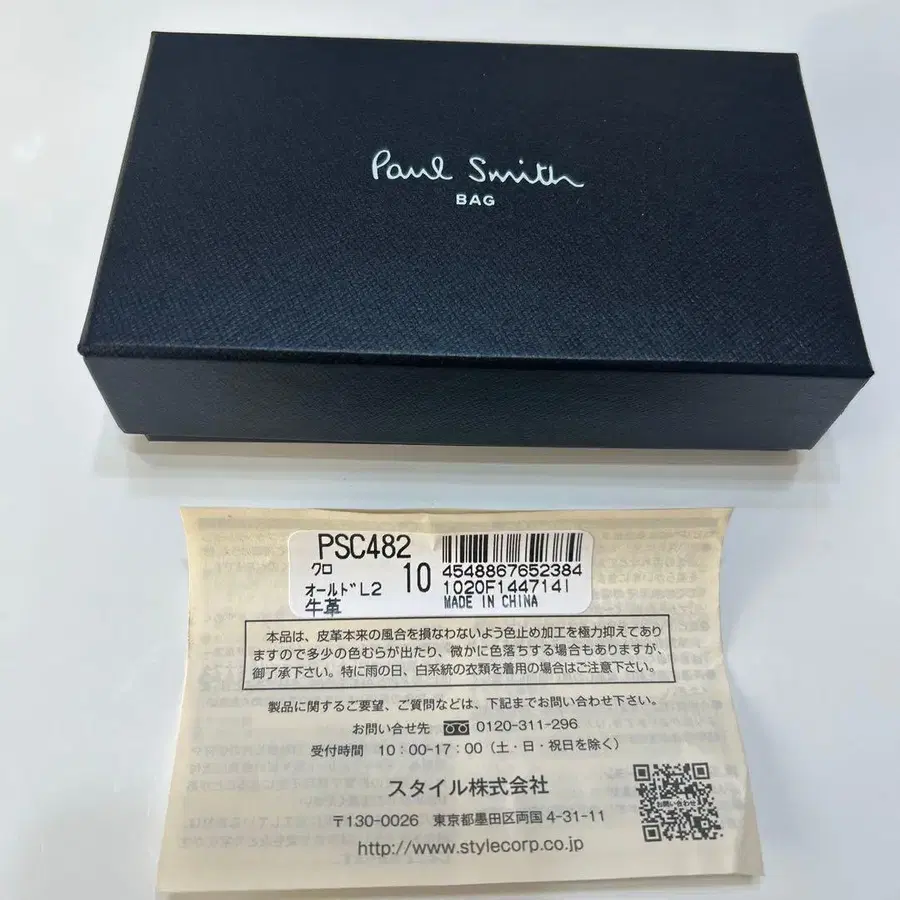 Paul Smith
BAG
PSC482
クロ
10
4548867652384
オールドL2
1020F1447141
牛革
MADE IN CHINA
本品は、皮革本来の風合を損なわないよう色止め加工を極力抑えてあり
ますので多少の色むらが出たり、微かに色落ちする場合もありますが、
御了承下さい。特に雨の日、白系統の衣類を着用の場合はご注意下さい。
製品に関するご要望、ご質問などは、下記までお問い合わせ下さい。
お問い合せ先 0120-311-296
受付時間 10：00-17：00（土・日・祝日を除く）
スタイル株式会社
〒130-0026 東京都墨田区両国 4-31-11
http://www.stylecorp.co.jp
お問い合わせ